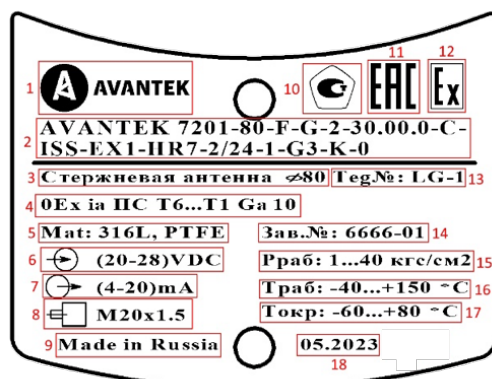 1 AVANTEK 10 11 EAC 12 Ex
2 AVANTEK 7201-80-F-G-2-30.00.0-C-
ISS-EX1-HR7-2/24-1-G3-K-0
3 Стержневая антенна ⌀80 Teg№: LG-1 13
4 0Ex ia ПС T6...T1 Ga 10
5 Mat: 316L, PTFE Зав.№: 6666-01 14
6 (20-28)VDC Рраб: 1...40 кгс/см2 15
7 (4-20)mA Траб: -40...+150 °C 16
8 M20x1.5 Токр: -60...+80 °C 17
9 Made in Russia 05.2023
18